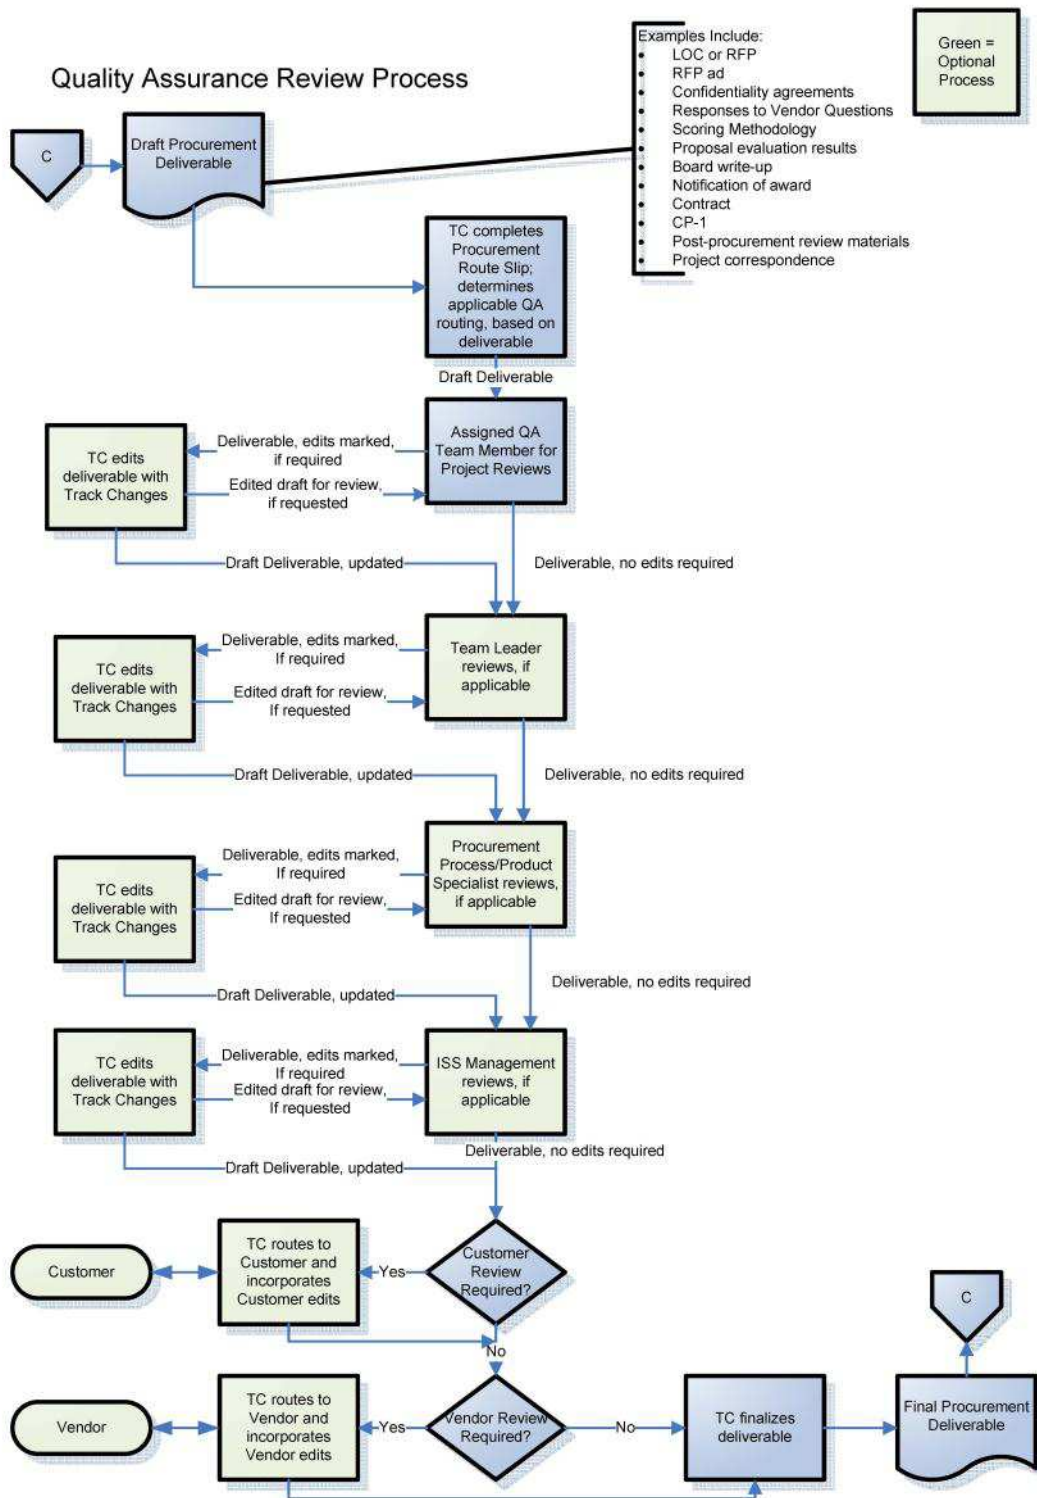 Quality Assurance Review Process
Examples Include:
• LOC or RFP
• RFP ad
• Confidentiality agreements
• Responses to Vendor Questions
• Scoring Methodology
• Proposal evaluation results
• Board write-up
• Notification of award
• Contract
• CP-1
• Post-procurement review materials
• Project correspondence
Green =
Optional
Process
C
Draft Procurement
Deliverable
TC completes
Procurement
Route Slip;
determines
applicable QA
routing, based on
deliverable
Draft Deliverable
Assigned QA
Team Member for
Project Reviews
Deliverable, edits marked,
if required
Edited draft for review,
if requested
TC edits
deliverable with
Track Changes
Draft Deliverable, updated
Deliverable, no edits required
Team Leader
reviews, if
applicable
Deliverable, edits marked,
If required
Edited draft for review,
If requested
TC edits
deliverable with
Track Changes
Draft Deliverable, updated
Deliverable, no edits required
Procurement
Process/Product
Specialist reviews,
if applicable
Deliverable, edits marked,
If required
Edited draft for review,
If requested
TC edits
deliverable with
Track Changes
Draft Deliverable, updated
Deliverable, no edits required
ISS Management
reviews, if
applicable
Deliverable, edits marked,
If required
Edited draft for review,
If requested
TC edits
deliverable with
Track Changes
Draft Deliverable, updated
Deliverable, no edits required
Customer
Review
Required?
Yes
TC routes to
Customer and
incorporates
Customer edits
Customer
No
Vendor Review
Required?
Yes
TC routes to
Vendor and
incorporates
Vendor edits
Vendor
No
TC finalizes
deliverable
Final Procurement
Deliverable
C